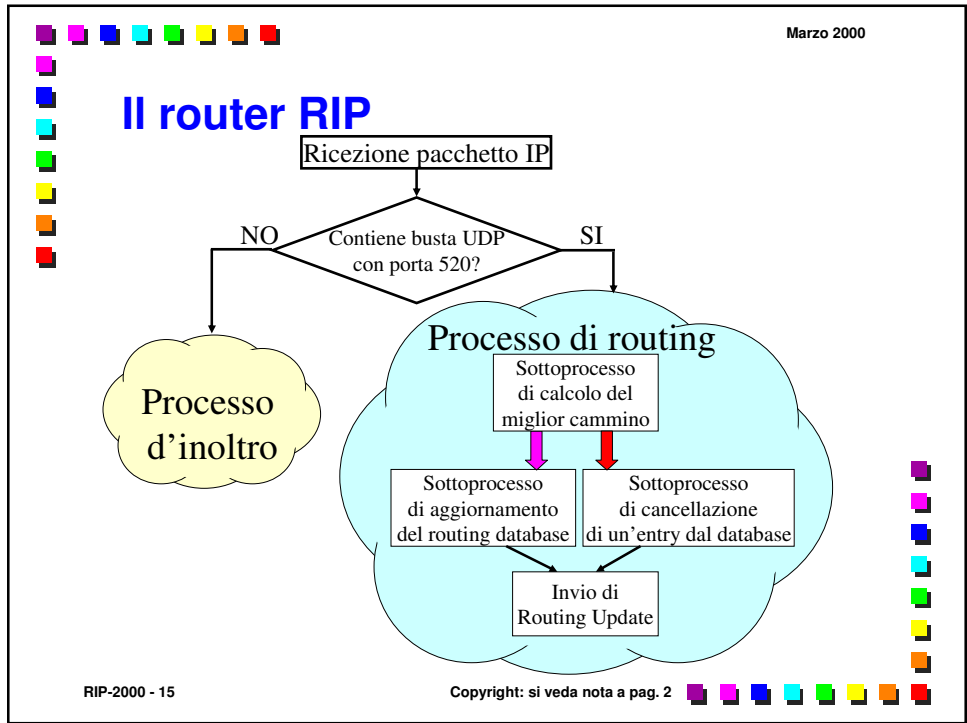 Marzo 2000
Il router RIP
Ricezione pacchetto IP
NO
Contiene busta UDP
con porta 520?
SI
Processo
d'inoltro
Processo di routing
Sottoprocesso
di calcolo del
miglior cammino
Sottoprocesso
di aggiornamento
del routing database
Sottoprocesso
di cancellazione
di un'entry dal database
Invio di
Routing Update
RIP-2000 - 15
Copyright: si veda nota a pag. 2